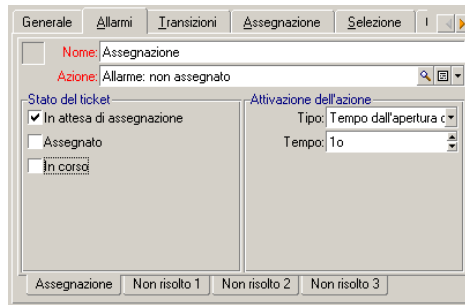 Generale Allarmi Transizioni Assegnazione Selezione
Nome: Assegnazione
Azione: Allarme: non assegnato
Stato del ticket Attivazione dell'azione
In attesa di assegnazione Tipo: Tempo dall'apertura
Assegnato Tempo: 1o
In corso
Assegnazione Non risolto 1 Non risolto 2 Non risolto 3